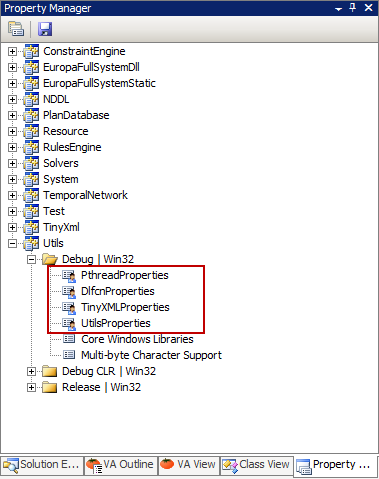 Property Manager
ConstraintEngine
EuropaFullSystemDll
EuropaFullSystemStatic
NDDL
PlanDatabase
Resource
RulesEngine
Solvers
System
TemporalNetwork
Test
TinyXml
Utils
Debug | Win32
PthreadProperties
DlfcnProperties
TinyXMLProperties
UtilsProperties
Core Windows Libraries
Multi-byte Character Support
Debug CLR | Win32
Release | Win32
Solution E... VA Outline VA View Class View Property ...